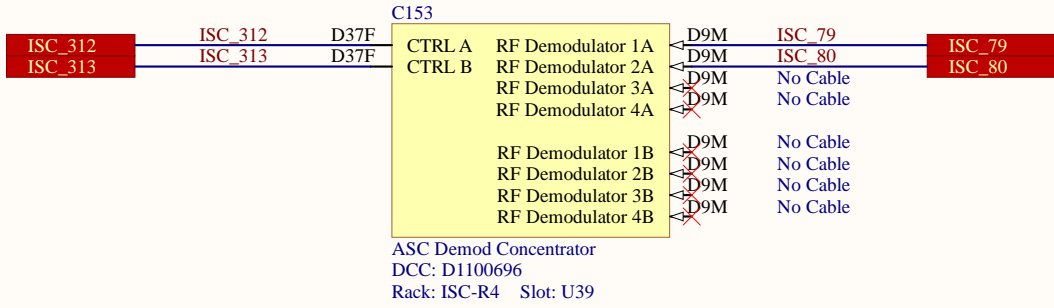 C153
ISC_312 ISC_312 D37F CTRL A RF Demodulator 1A D9M ISC_79 ISC_79
ISC_313 ISC_313 D37F CTRL B RF Demodulator 2A D9M ISC_80 ISC_80
RF Demodulator 3A D9M No Cable
RF Demodulator 4A D9M No Cable
RF Demodulator 1B D9M No Cable
RF Demodulator 2B D9M No Cable
RF Demodulator 3B D9M No Cable
RF Demodulator 4B D9M No Cable
ASC Demod Concentrator
DCC: D1100696
Rack: ISC-R4 Slot: U39